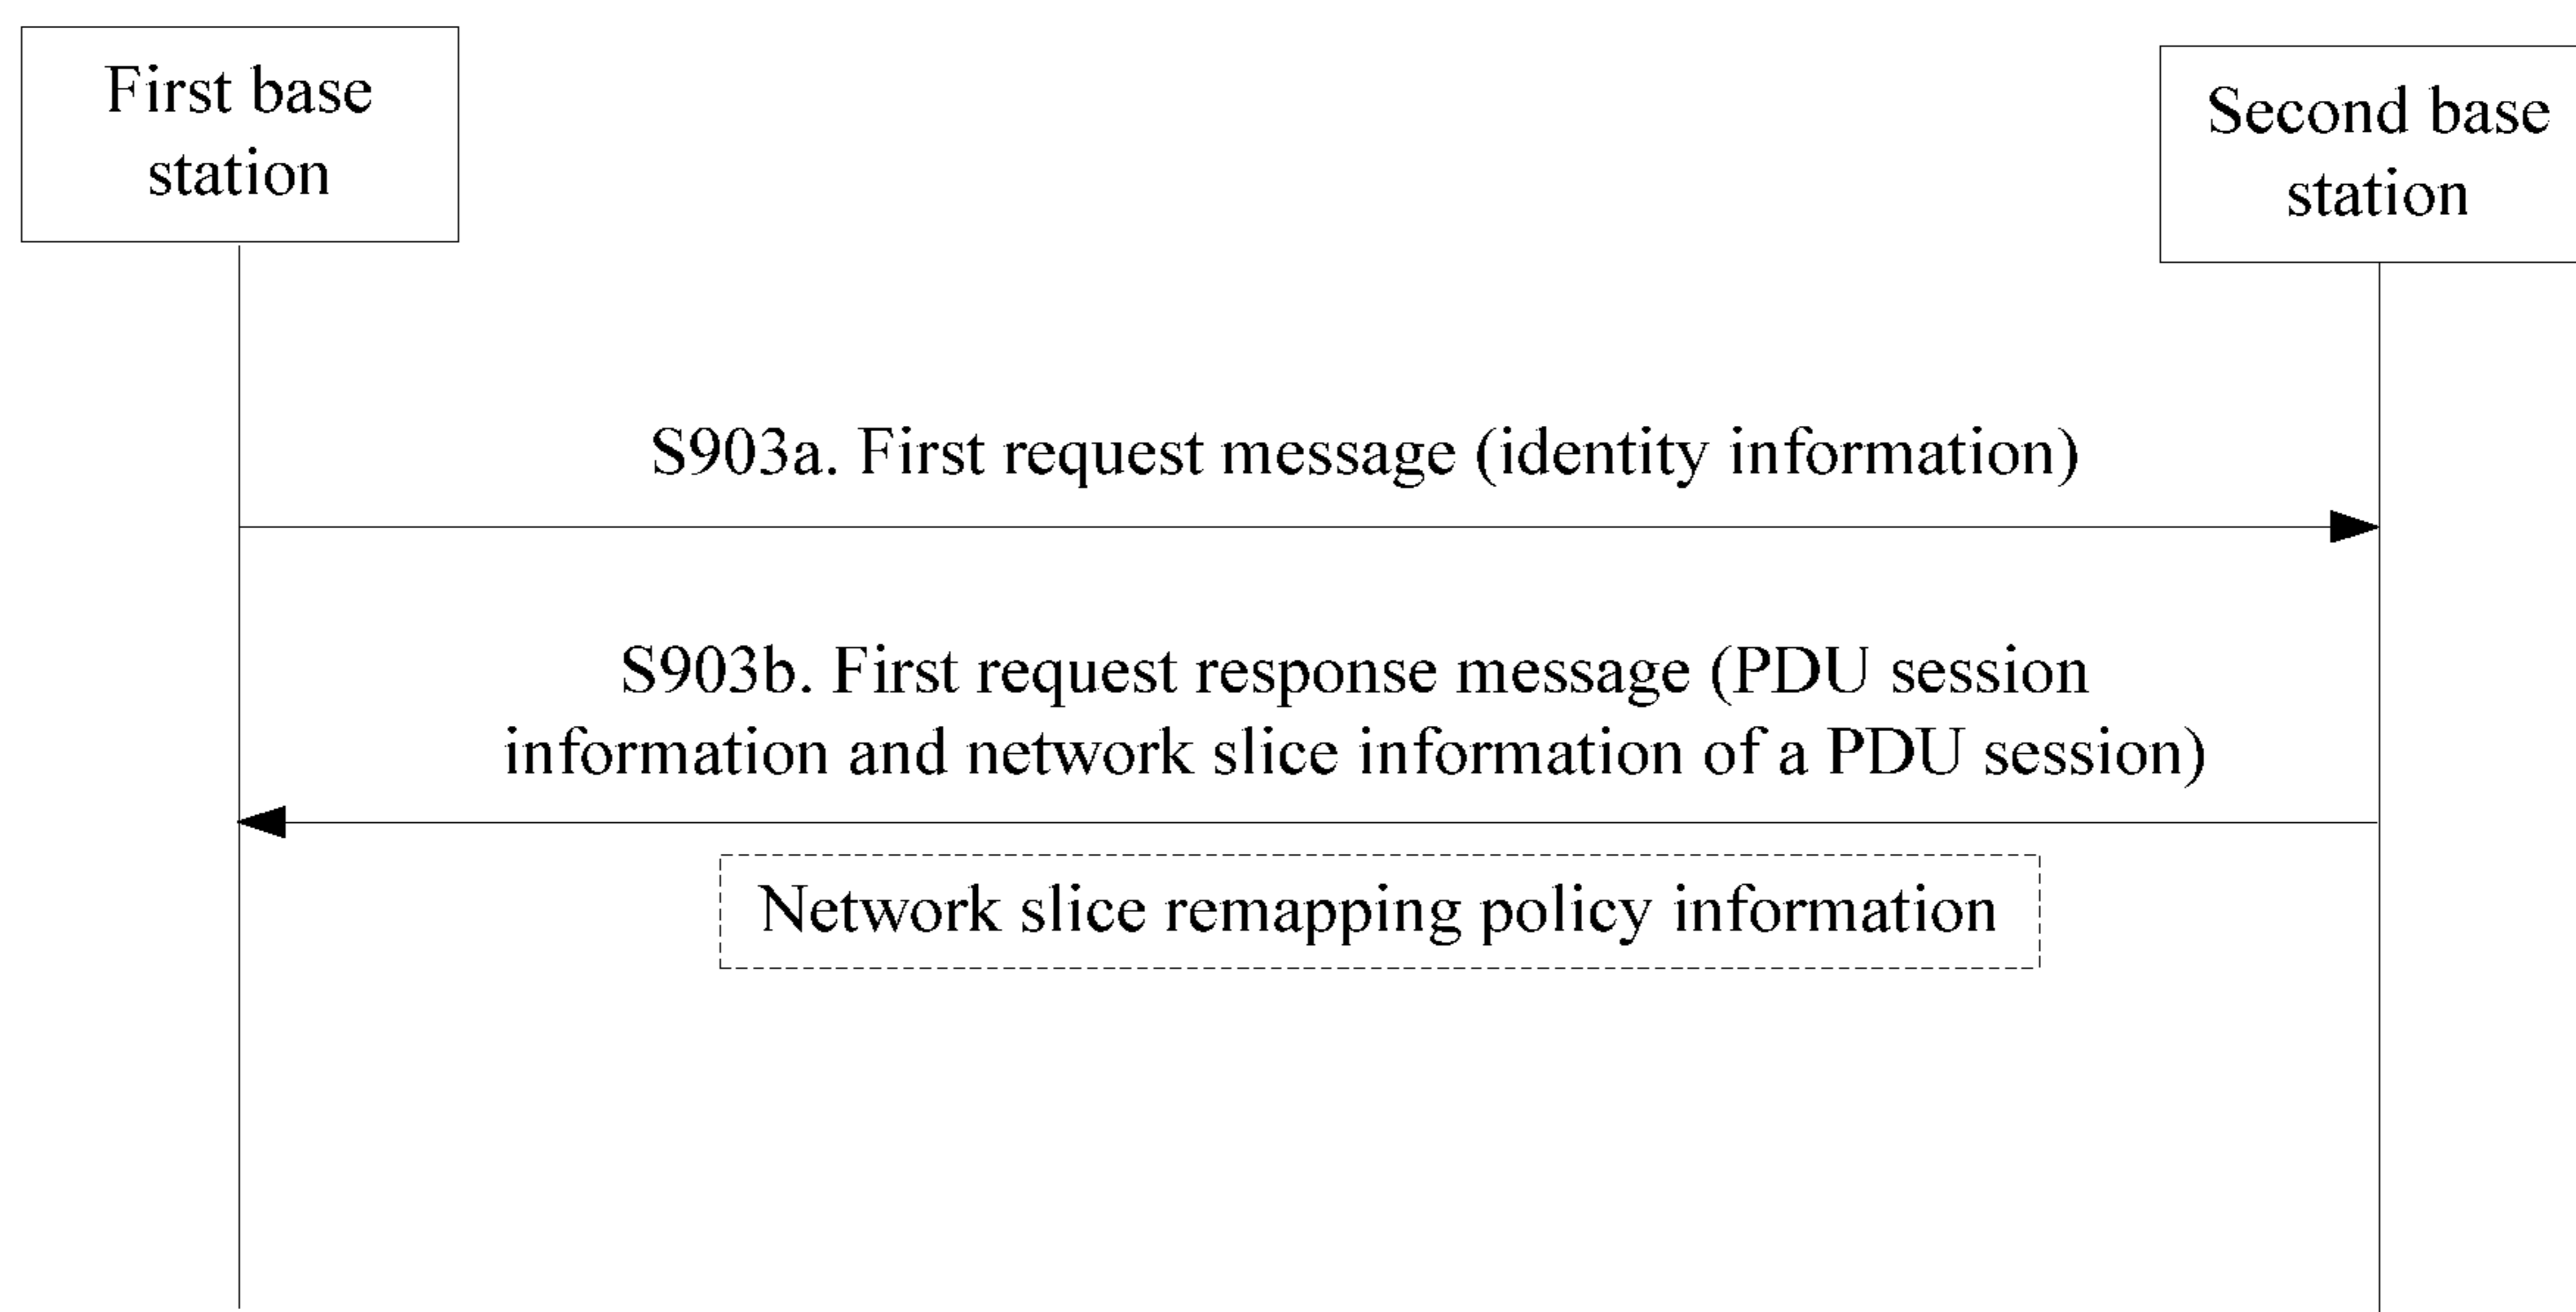 First base
station
Second base
station
S903a. First request message (identity information)
S903b. First request response message (PDU session
information and network slice information of a PDU session)
Network slice remapping policy information